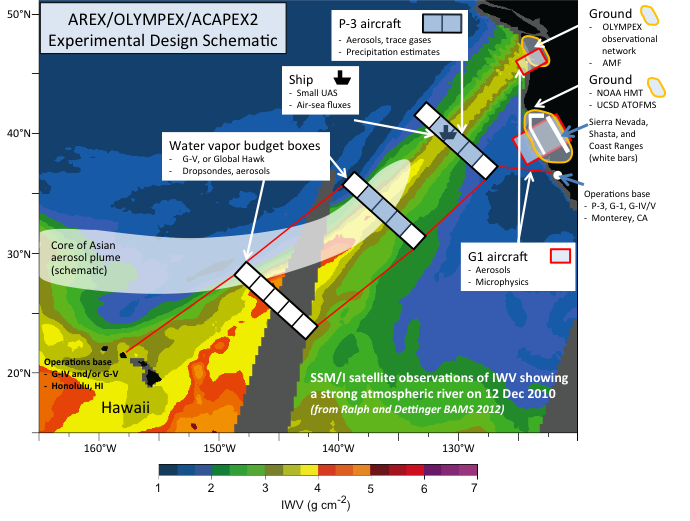 AREX/OLYMPEX/ACAPEX2
Experimental Design Schematic
P-3 aircraft
- Aerosols, trace gases
- Precipitation estimates
Ground
- OLYMPEX
observational
network
- AMF
Ground
- NOAA HMT
- UCSD ATOFMS
Ship
- Small UAS
- Air-sea fluxes
Sierra Nevada,
Shasta, and
Coast Ranges
(white bars)
Water vapor budget boxes
- G-V, or Global Hawk
- Dropsondes, aerosols
Operations base
- P-3, G-1, G-IV/V
- Monterey, CA
Core of Asian
aerosol plume
(schematic)
G1 aircraft
- Aerosols
- Microphysics
Operations base
- G-IV and/or G-V
- Honolulu, HI
Hawaii
SSM/I satellite observations of IWV showing
a strong atmospheric river on 12 Dec 2010
(from Ralph and Dettinger BAMS 2012)
50°N
40°N
30°N
20°N
160°W 150°W 140°W 130°W
1 2 3 4 5 6 7
IWV (g cm-2)